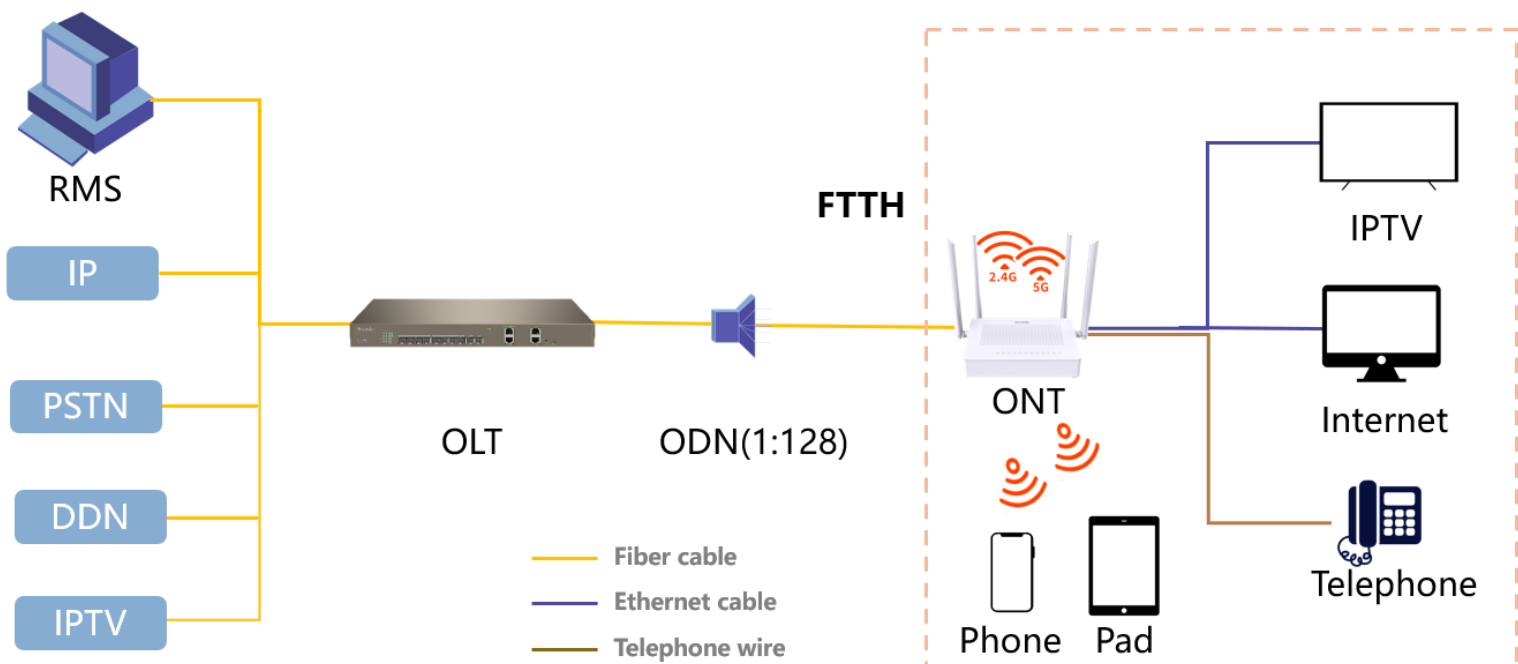 RMS
IP
PSTN
DDN
IPTV
OLT
ODN(1:128)
FTTH
2.4G
5G
ONT
Phone
Pad
IPTV
Internet
Telephone
Fiber cable
Ethernet cable
Telephone wire